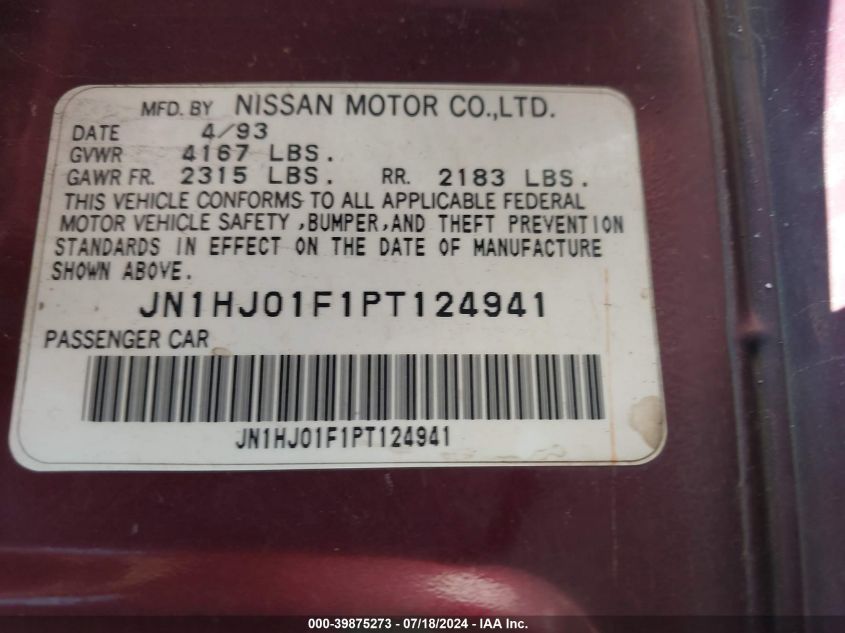 MFD. BY NISSAN MOTOR CO.,LTD.
DATE 4/93
GVWR 4167 LBS.
GAWR FR. 2315 LBS. RR. 2183 LBS.
THIS VEHICLE CONFORMS TO ALL APPLICABLE FEDERAL
MOTOR VEHICLE SAFETY ,BUMPER,AND THEFT PREVENTION
STANDARDS IN EFFECT ON THE DATE OF MANUFACTURE
SHOWN ABOVE.
JN1HJ01F1PT124941
PASSENGER CAR
JN1HJ01F1PT124941
000-39875273 - 07/18/2024 - IAA Inc.